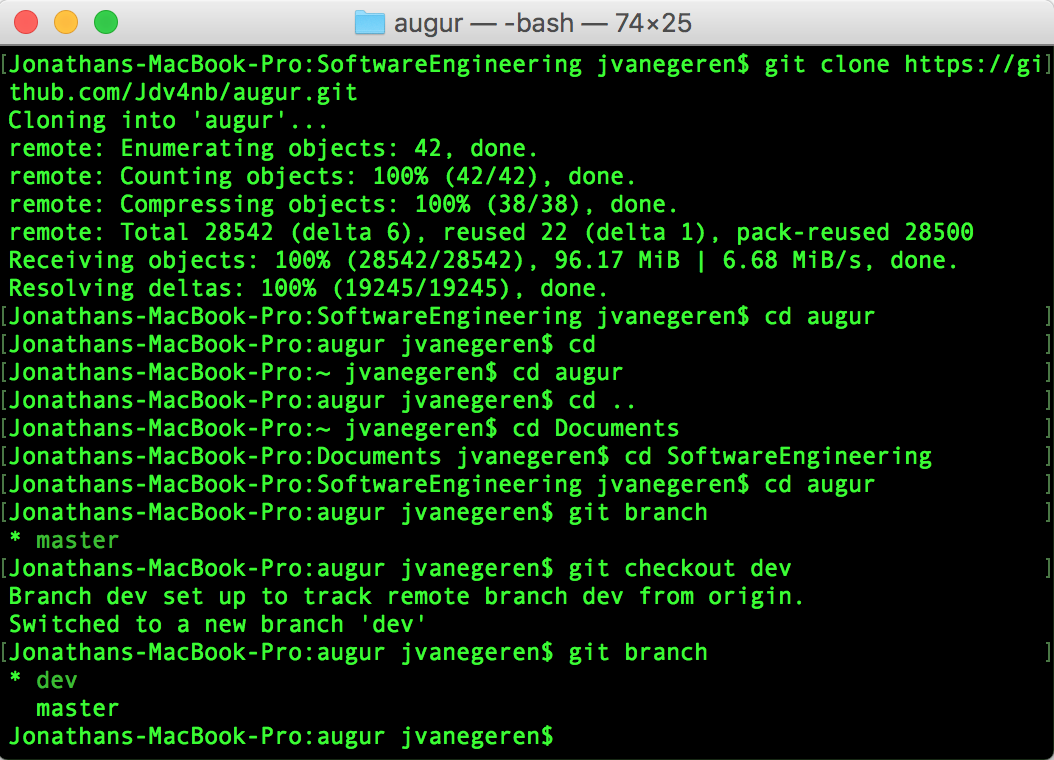 augur — -bash — 74×25
[Jonathans-MacBook-Pro:SoftwareEngineering jvanegeren$ git clone https://gi]
thub.com/Jdv4nb/augur.git
Cloning into 'augur'...
remote: Enumerating objects: 42, done.
remote: Counting objects: 100% (42/42), done.
remote: Compressing objects: 100% (38/38), done.
remote: Total 28542 (delta 6), reused 22 (delta 1), pack-reused 28500
Receiving objects: 100% (28542/28542), 96.17 MiB | 6.68 MiB/s, done.
Resolving deltas: 100% (19245/19245), done.
[Jonathans-MacBook-Pro:SoftwareEngineering jvanegeren$ cd augur ]
[Jonathans-MacBook-Pro:augur jvanegeren$ cd ]
[Jonathans-MacBook-Pro:~ jvanegeren$ cd augur ]
[Jonathans-MacBook-Pro:augur jvanegeren$ cd .. ]
[Jonathans-MacBook-Pro:~ jvanegeren$ cd Documents ]
[Jonathans-MacBook-Pro:Documents jvanegeren$ cd SoftwareEngineering ]
[Jonathans-MacBook-Pro:SoftwareEngineering jvanegeren$ cd augur ]
[Jonathans-MacBook-Pro:augur jvanegeren$ git branch ]
* master
[Jonathans-MacBook-Pro:augur jvanegeren$ git checkout dev ]
Branch dev set up to track remote branch dev from origin.
Switched to a new branch 'dev'
[Jonathans-MacBook-Pro:augur jvanegeren$ git branch ]
* dev
  master
Jonathans-MacBook-Pro:augur jvanegeren$